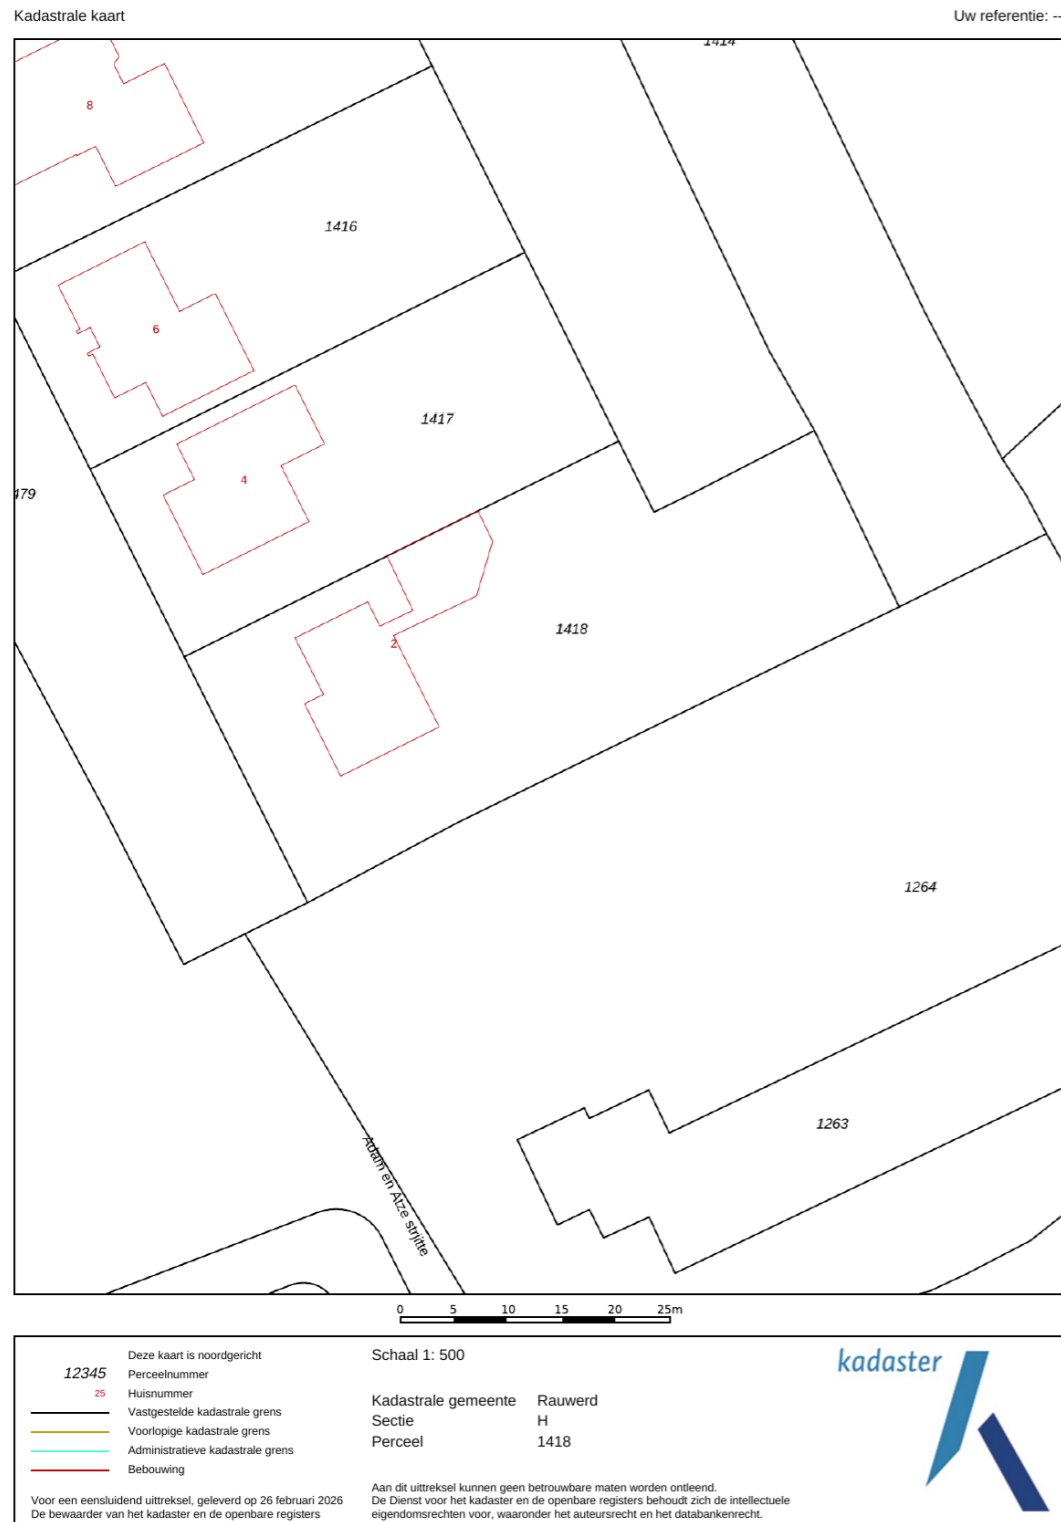 Kadastrale kaart
Uw referentie: --
1414
8
1416
6
1417
4
479
2
1418
1264
1263
Adam en Atze strjitte
0 5 10 15 20 25m
Deze kaart is noordgericht
12345 Perceelnummer
25 Huisnummer
Vastgestelde kadastrale grens
Voorlopige kadastrale grens
Administratieve kadastrale grens
Bebouwing
Voor een eensluidend uittreksel, geleverd op 26 februari 2026
De bewaarder van het kadaster en de openbare registers
Schaal 1: 500
Kadastrale gemeente Rauwerd
Sectie H
Perceel 1418
Aan dit uittreksel kunnen geen betrouwbare maten worden ontleend.
De Dienst voor het kadaster en de openbare registers behoudt zich de intellectuele
eigendomsrechten voor, waaronder het auteursrecht en het databankenrecht.
kadaster